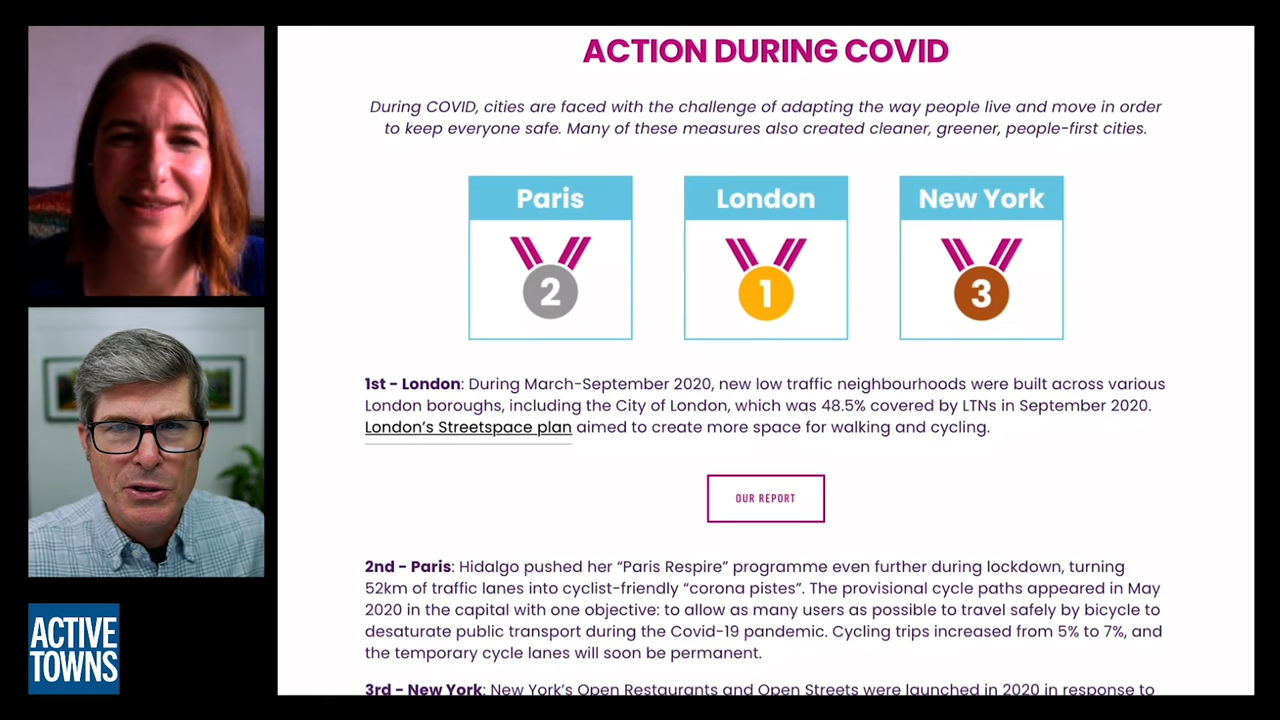 ACTION DURING COVID
During COVID, cities are faced with the challenge of adapting the way people live and move in order
to keep everyone safe. Many of these measures also created cleaner, greener, people-first cities.
Paris
London
New York
2
1
3
1st - London: During March-September 2020, new low traffic neighbourhoods were built across various
London boroughs, including the City of London, which was 48.5% covered by LTNs in September 2020.
London's Streetspace plan aimed to create more space for walking and cycling.
OUR REPORT
2nd - Paris: Hidalgo pushed her “Paris Respire” programme even further during lockdown, turning
52km of traffic lanes into cyclist-friendly “corona pistes”. The provisional cycle paths appeared in May
2020 in the capital with one objective: to allow as many users as possible to travel safely by bicycle to
desaturate public transport during the Covid-19 pandemic. Cycling trips increased from 5% to 7%, and
the temporary cycle lanes will soon be permanent.
3rd - New York: New York’s Open Restaurants and Open Streets were launched in 2020 in response to
ACTIVE
TOWNS